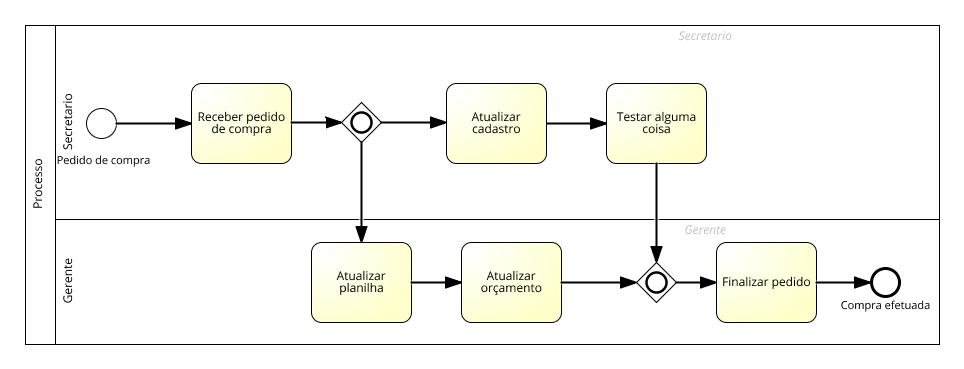 Processo
Secretario
Secretario
Pedido de compra
Receber pedido
de compra
Atualizar
cadastro
Testar alguma
coisa
Gerente
Gerente
Atualizar
planilha
Atualizar
orçamento
Finalizar pedido
Compra efetuada